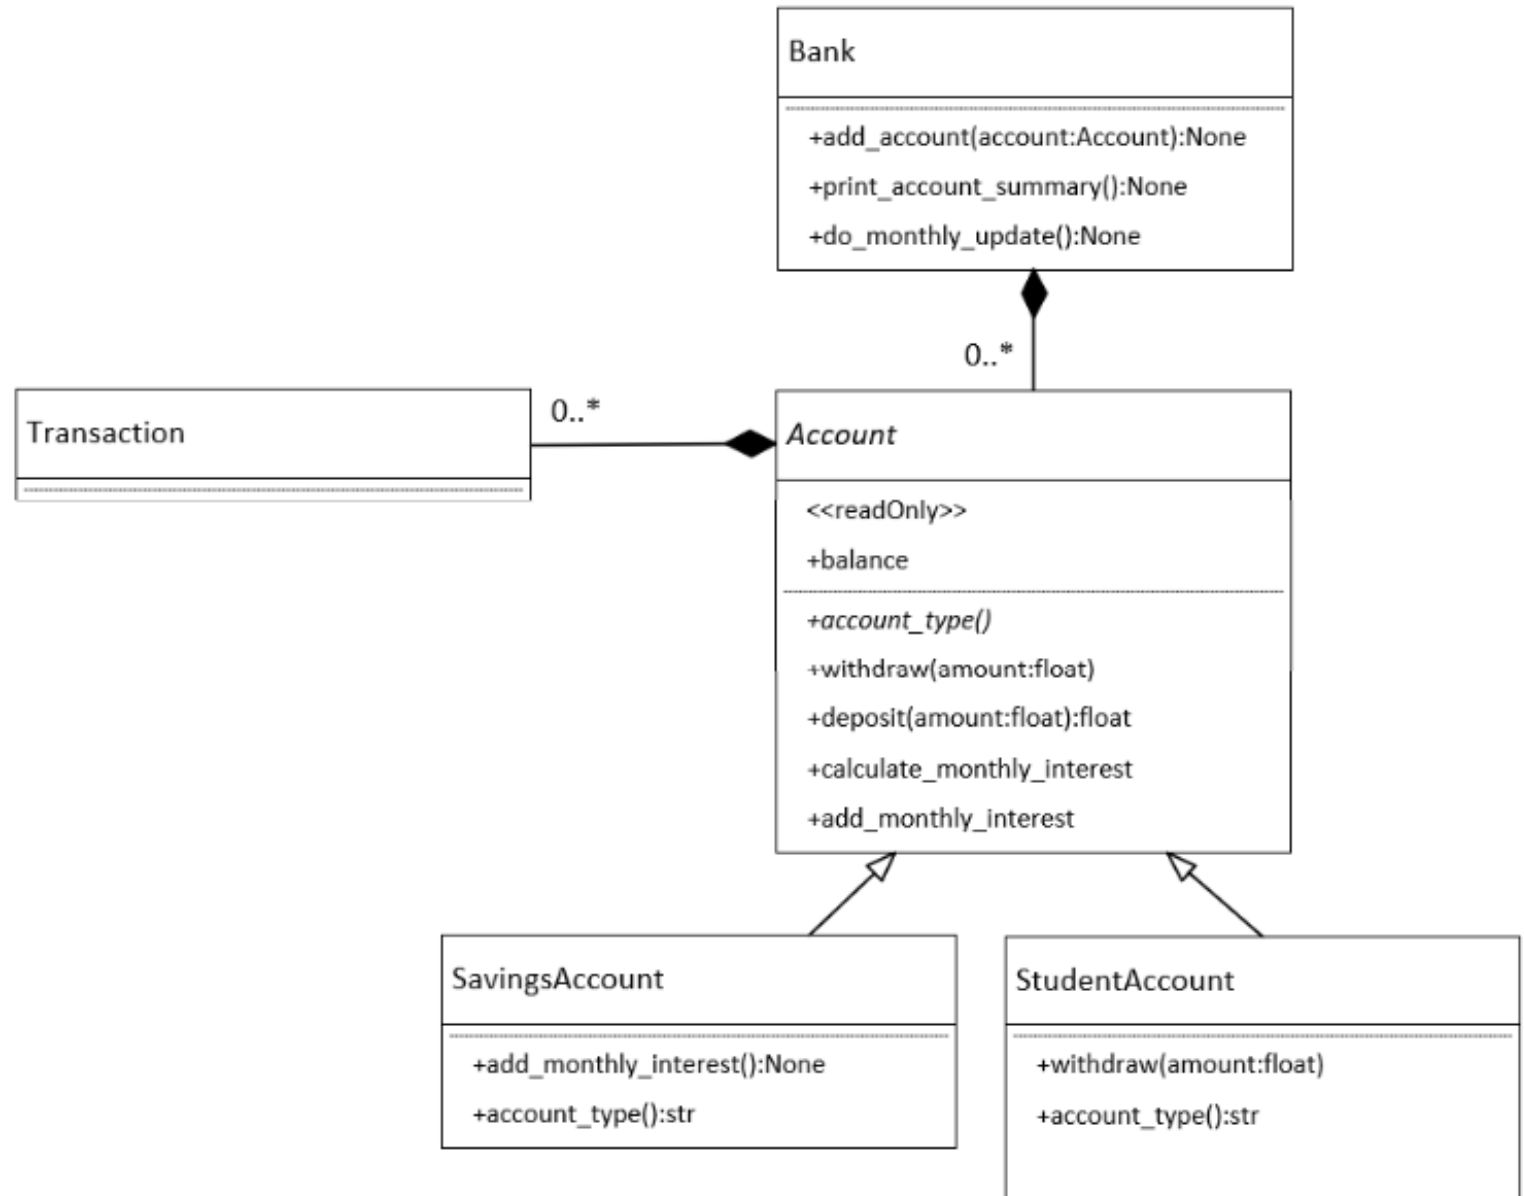 Bank
+add_account(account:Account):None
+print_account_summary():None
+do_monthly_update():None
0..*
Transaction
0..*
Account
<<readOnly>>
+balance
+account_type()
+withdraw(amount:float)
+deposit(amount:float):float
+calculate_monthly_interest
+add_monthly_interest
SavingsAccount
+add_monthly_interest():None
+account_type():str
StudentAccount
+withdraw(amount:float)
+account_type():str